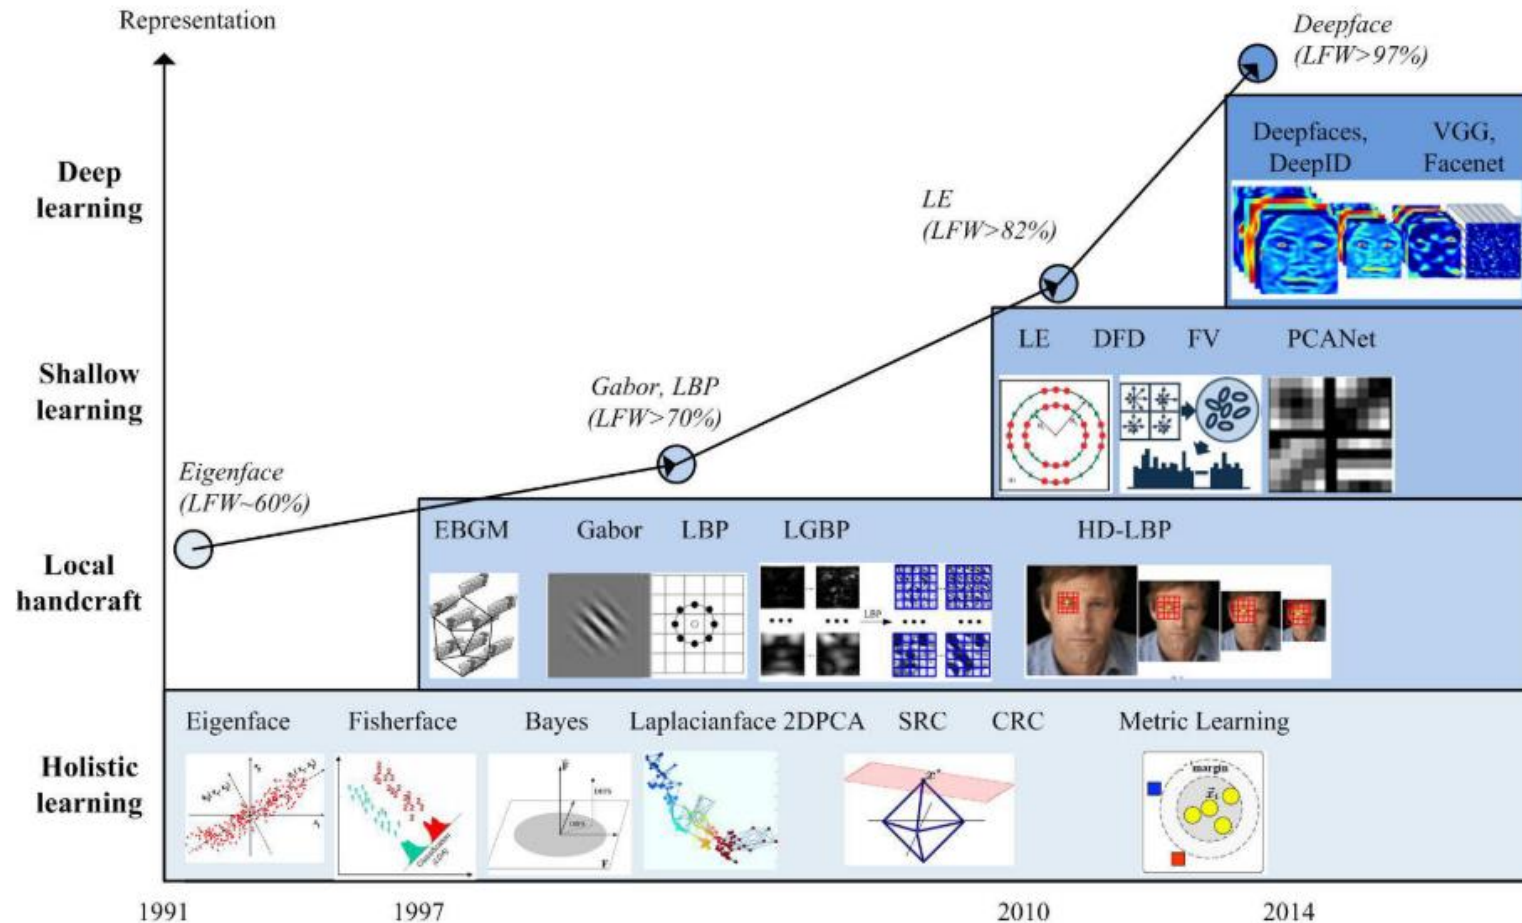 Representation
Deepface
(LFW>97%)
Deep
learning
Deepfaces,
DeepID
VGG,
Facenet
LE
(LFW>82%)
Shallow
learning
LE DFD FV PCANet
Gabor, LBP
(LFW>70%)
Eigenface
(LFW~60%)
Local
handcraft
EBGM Gabor LBP LGBP HD-LBP
LBP
Holistic
learning
Eigenface Fisherface Bayes Laplacianface 2DPCA SRC CRC Metric Learning
margin
1991 1997 2010 2014